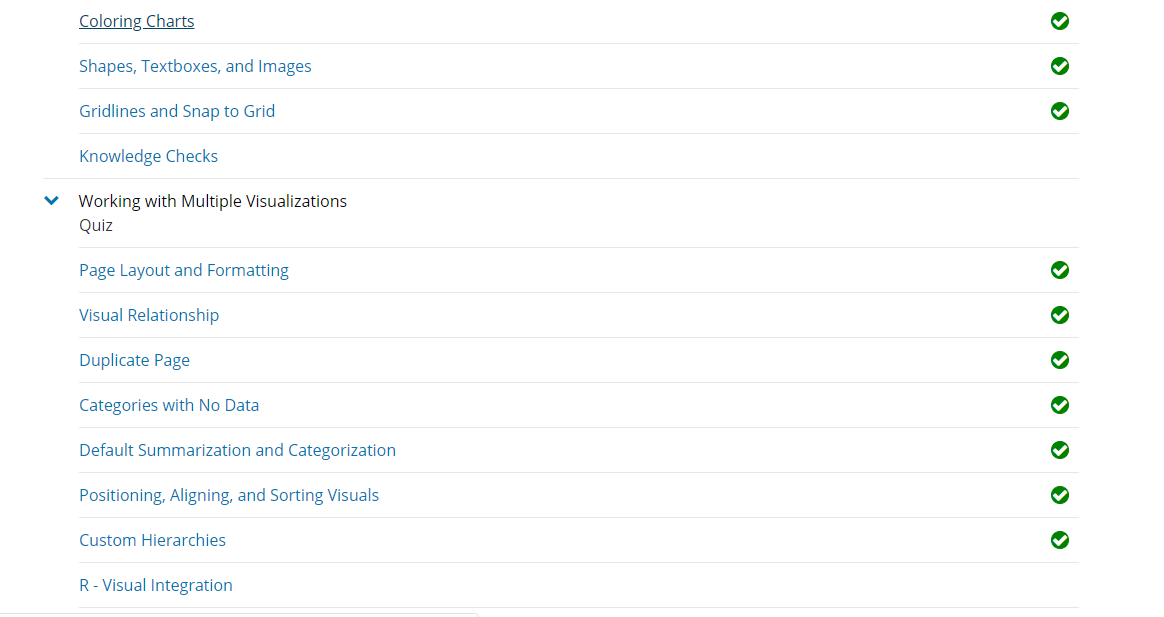 Coloring Charts
Shapes, Textboxes, and Images
Gridlines and Snap to Grid
Knowledge Checks
Working with Multiple Visualizations
Quiz
Page Layout and Formatting
Visual Relationship
Duplicate Page
Categories with No Data
Default Summarization and Categorization
Positioning, Aligning, and Sorting Visuals
Custom Hierarchies
R - Visual Integration